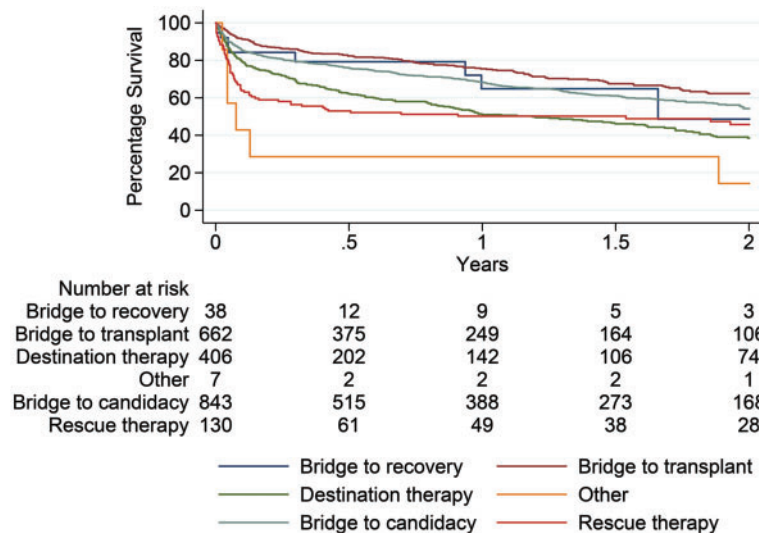 100
80
60
40
20
0
Percentage Survival
0 .5 1 1.5 2
Years
Number at risk
Bridge to recovery 38 12 9 5 3
Bridge to transplant 662 375 249 164 106
Destination therapy 406 202 142 106 74
Other 7 2 2 2 1
Bridge to candidacy 843 515 388 273 168
Rescue therapy 130 61 49 38 28
Bridge to recovery Bridge to transplant
Destination therapy Other
Bridge to candidacy Rescue therapy